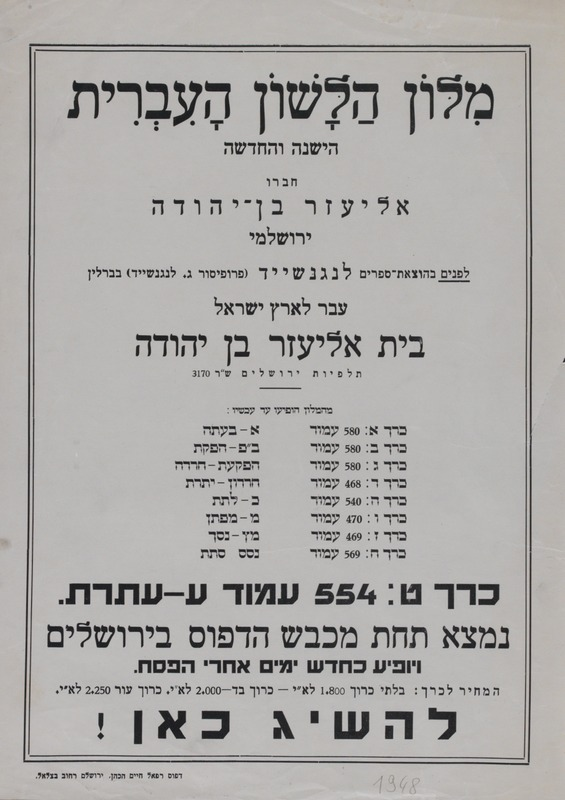 מִלּוֹן הַלָּשׁוֹן הָעִבְרִית
הישנה והחדשה
חברו
אליעזר בן־יהודה
ירושלמי
לפנים בהוצאת־ספרים לנגנשייד (פרופיסור ג. לנגנשייד) בברלין
עבר לארץ ישראל
בית אליעזר בן יהודה
תלפיות ירושלים ש״ר 3170
מהמלון הופיעו עד עכשיו :
כרך א: 580 עמוד א – בעתה
כרך ב: 580 עמוד ב״פ – הפקת
כרך ג: 580 עמוד הפקעת – חרדה
כרך ד: 468 עמוד חרדון – יתרת
כרך ה: 540 עמוד כ – לתת
כרך ו: 470 עמוד מ – מפתן
כרך ז: 469 עמוד מץ – נסך
כרך ח: 569 עמוד נסס סתת
כרך ט: 554 עמוד ע–עתרת.
נמצא תחת מכבש הדפוס בירושלים
ויופיע כחדש ימים אחרי הפסח.
המחיר לכרך: בלתי כרוך 1.800 לא״י – כרוך בד–2.000 לא״י. כרוך עור 2.250 לא״י.
להשיג כאן !
דפוס רפאל חיים הכהן. ירושלם רחוב בצלאל.
1948